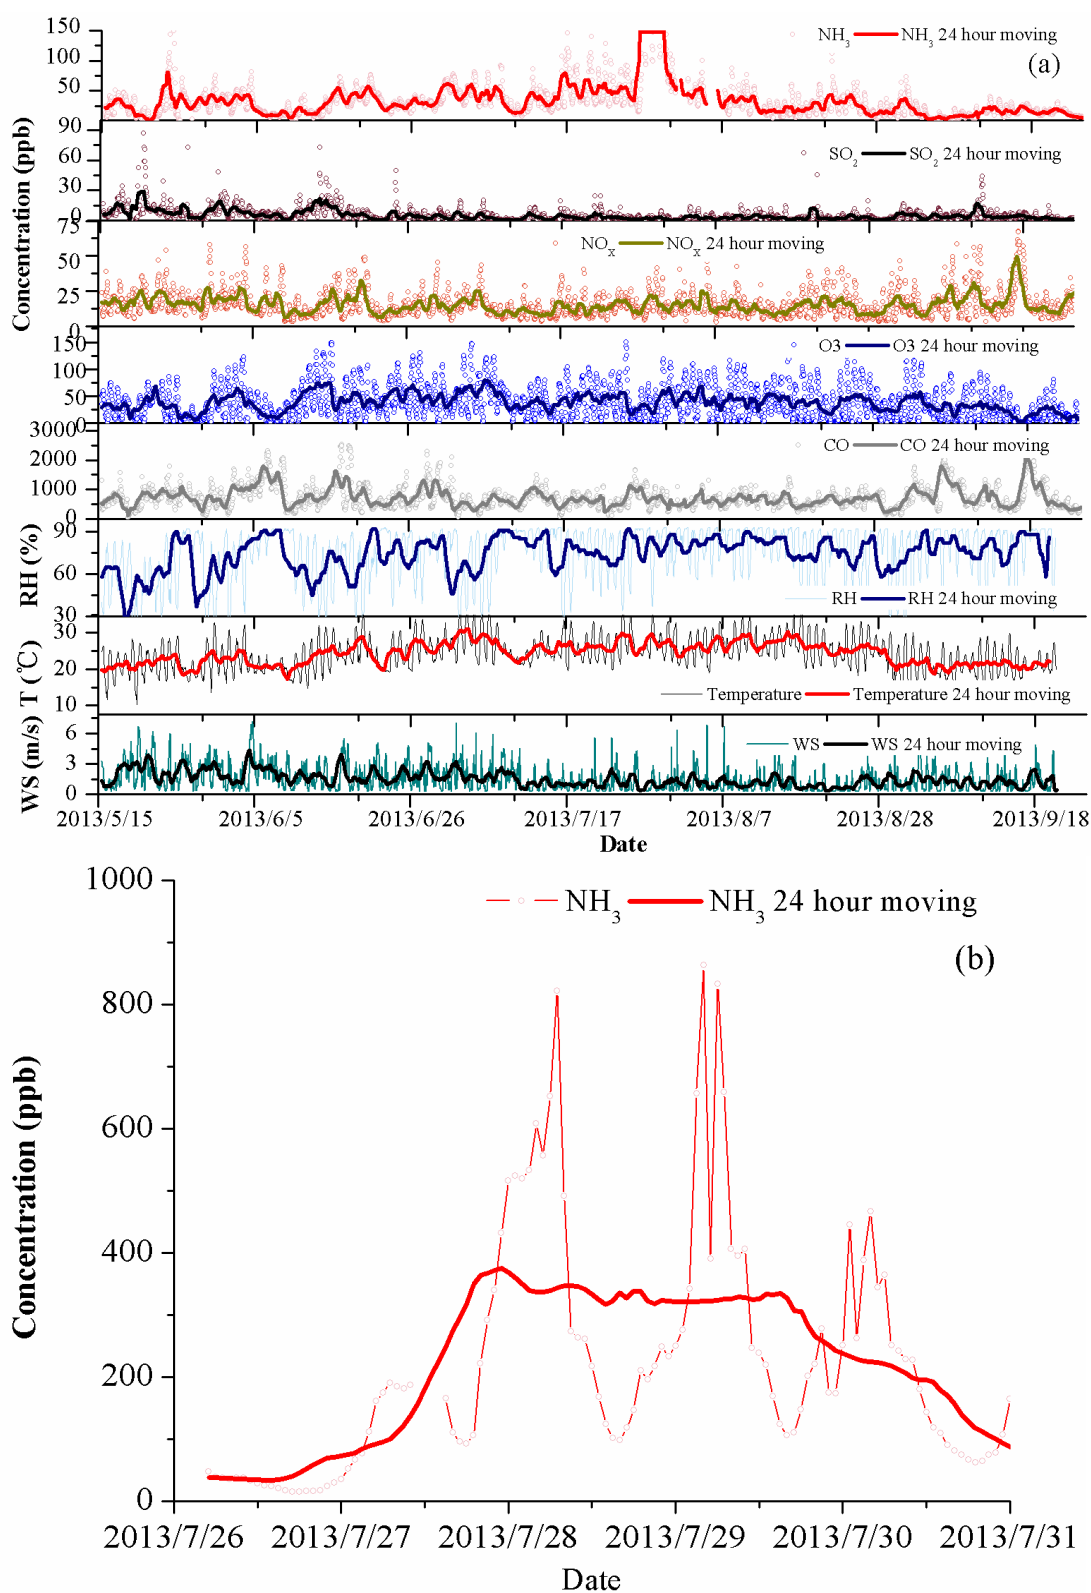 150
100
50
NH3 NH3 24 hour moving
(a)
90
60
30
0
SO2 SO2 24 hour moving
75
50
25
0
NOx NOx 24 hour moving
150
100
50
0
O3 O3 24 hour moving
3000
2000
1000
0
CO CO 24 hour moving
90
60
30
RH RH 24 hour moving
30
20
10
Temperature Temperature 24 hour moving
6
3
0
WS WS 24 hour moving
Concentration (ppb)
RH (%)
T (℃)
WS (m/s)
2013/5/15 2013/6/5 2013/6/26 2013/7/17 2013/8/7 2013/8/28 2013/9/18
Date
1000
800
600
400
200
0
NH3 NH3 24 hour moving
(b)
Concentration (ppb)
2013/7/26 2013/7/27 2013/7/28 2013/7/29 2013/7/30 2013/7/31
Date